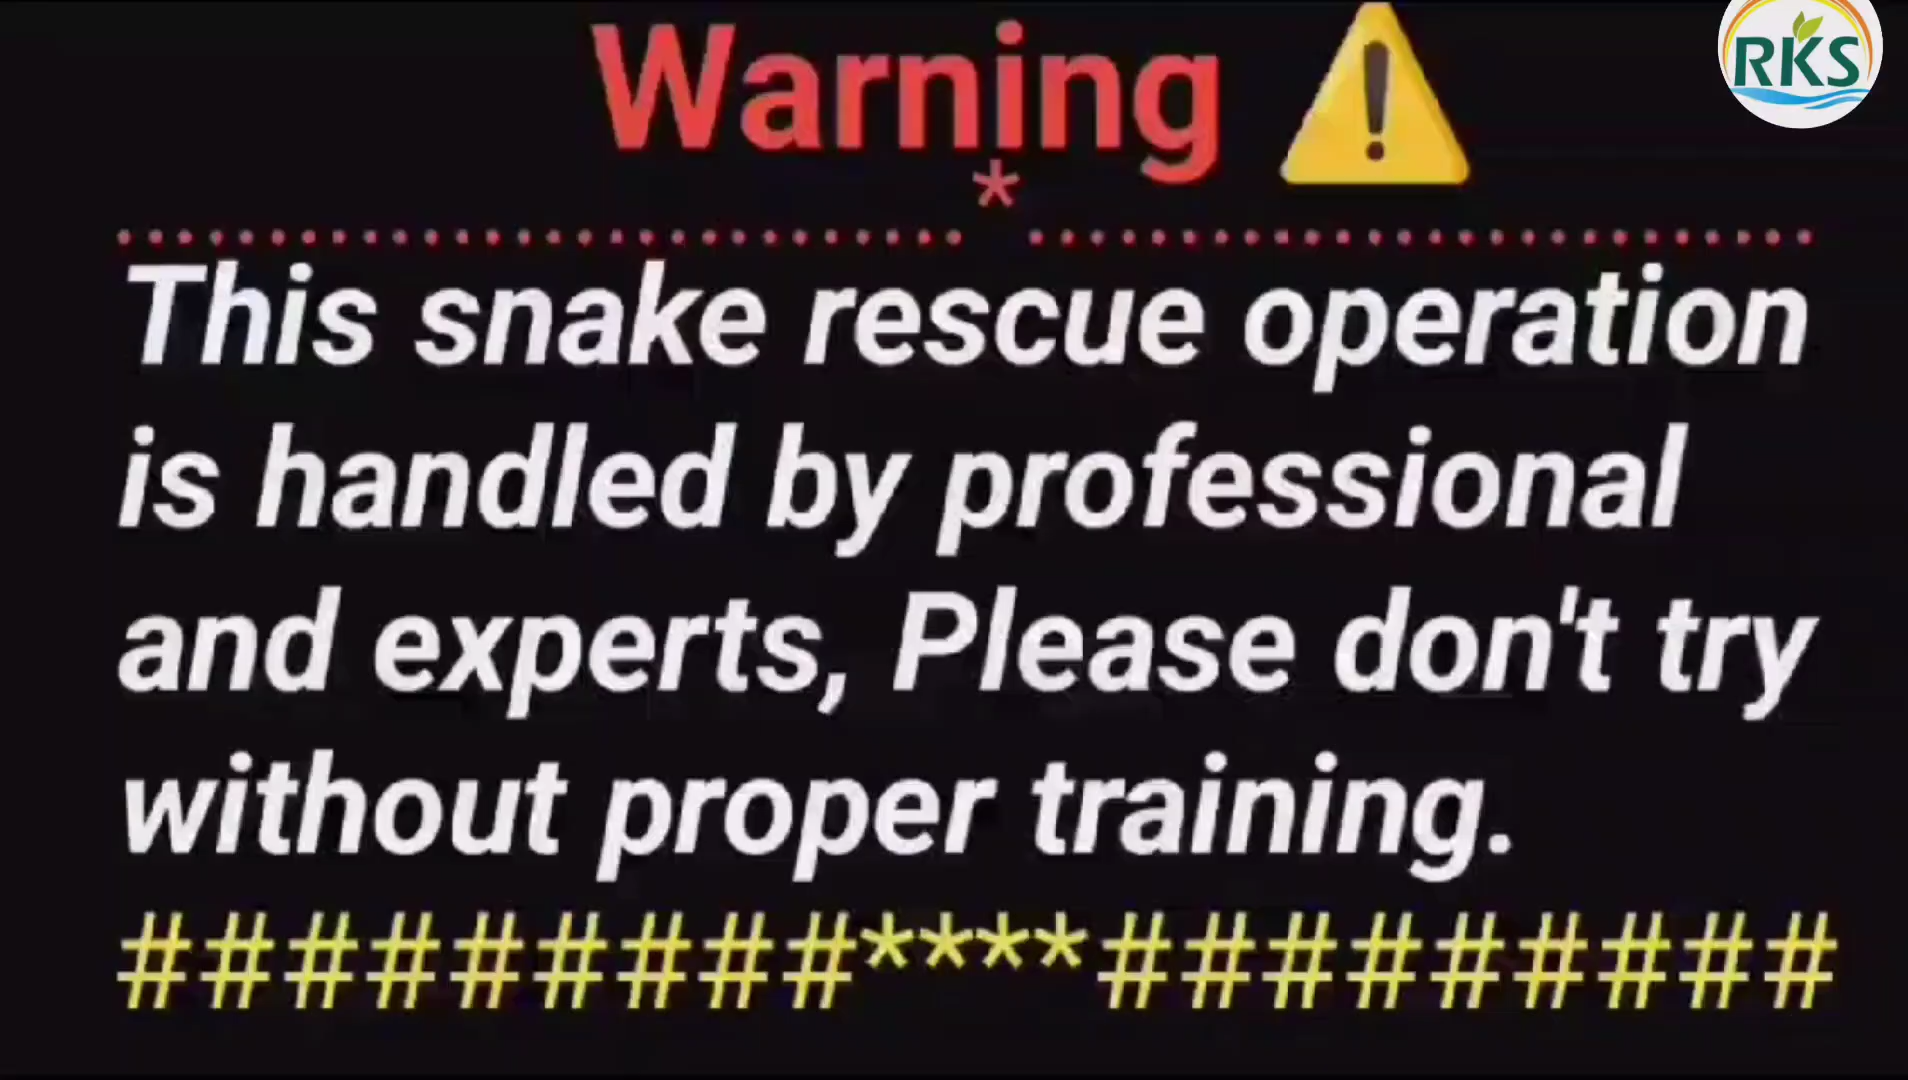 Warning ⚠️
RKS
*
............................ ..........................
This snake rescue operation
is handled by professional
and experts, Please don't try
without proper training.
#########****#########